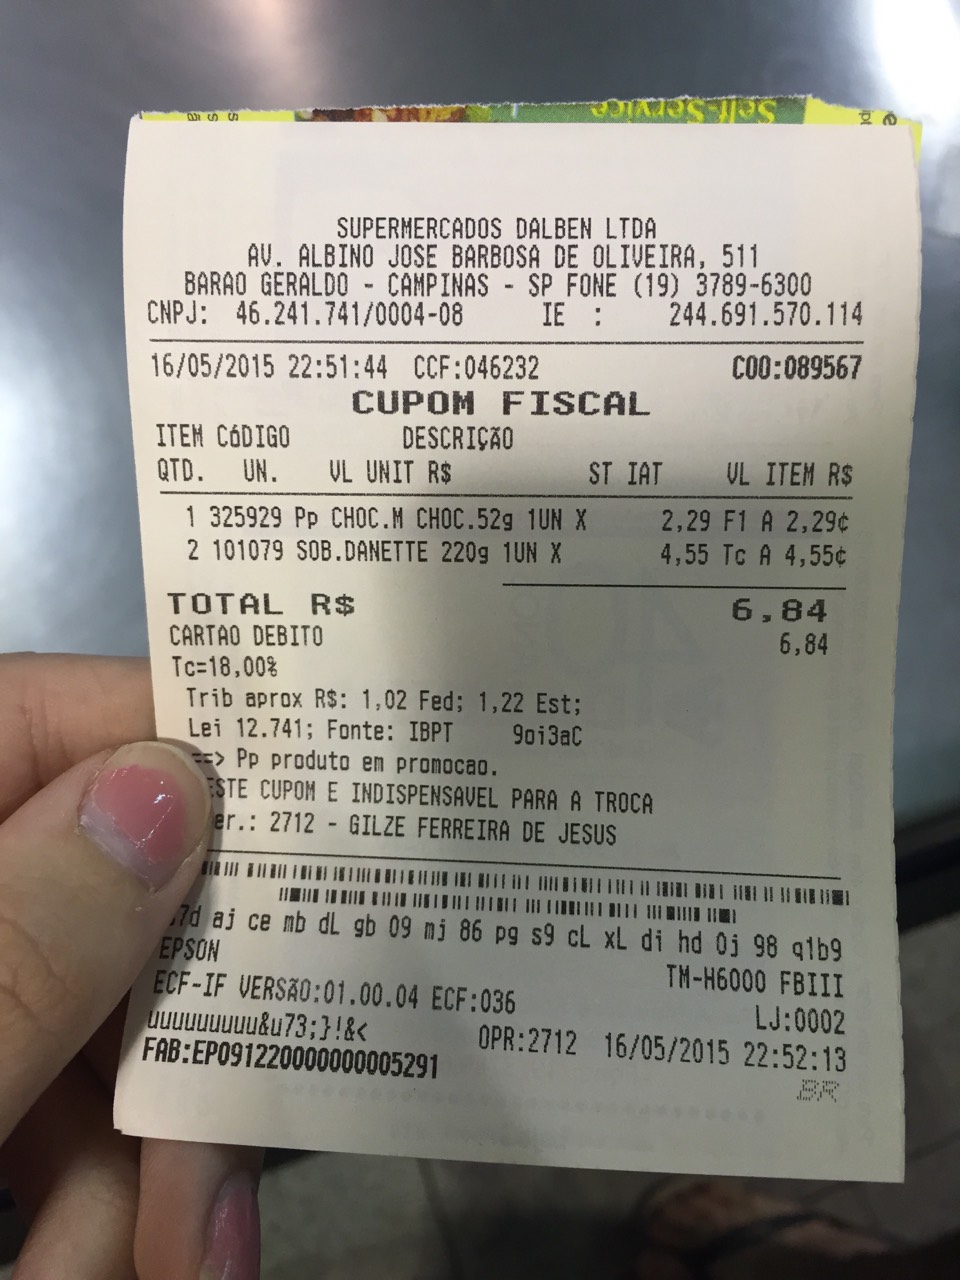 Self-Service
SUPERMERCADOS DALBEN LTDA
AV. ALBINO JOSE BARBOSA DE OLIVEIRA, 511
BARAO GERALDO - CAMPINAS - SP FONE (19) 3789-6300
CNPJ: 46.241.741/0004-08 IE : 244.691.570.114
16/05/2015 22:51:44 CCF:046232 COO:089567
CUPOM FISCAL
ITEM CóDIGO DESCRIÇÃO
QTD. UN. VL UNIT R$ ST IAT VL ITEM R$
1 325929 Pp CHOC.M CHOC.52g 1UN X 2,29 F1 A 2,29¢
2 101079 SOB.DANETTE 220g 1UN X 4,55 Tc A 4,55¢
TOTAL R$ 6,84
CARTAO DEBITO 6,84
Tc=18,00%
Trib aprox R$: 1,02 Fed; 1,22 Est;
Lei 12.741; Fonte: IBPT 9oi3aC
==> Pp produto em promocao.
ESTE CUPOM E INDISPENSAVEL PARA A TROCA
er.: 2712 - GILZE FERREIRA DE JESUS
7d aj ce mb dL gb 09 mj 86 pg s9 cL xL di hd 0j 98 q1b9
EPSON TM-H6000 FBIII
ECF-IF VERSÃO:01.00.04 ECF:036 LJ:0002
uuuuuuuuu&u73;}!&< OPR:2712 16/05/2015 22:52:13
FAB:EP091220000000005291 BR